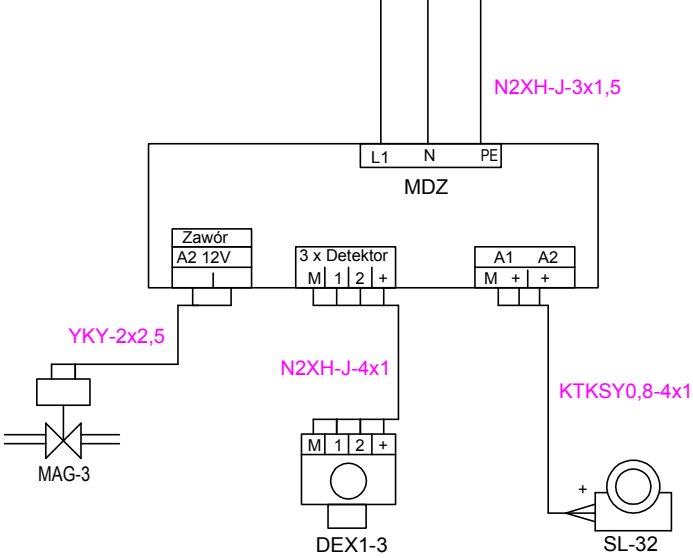 N2XH-J-3x1,5
L1 N PE
MDZ
Zawór
A2 12V
3 x Detektor
M 1 2 +
A1 A2
M + +
YKY-2x2,5
N2XH-J-4x1
KTKSY0,8-4x1
M 1 2 +
MAG-3
+
DEX1-3
SL-32